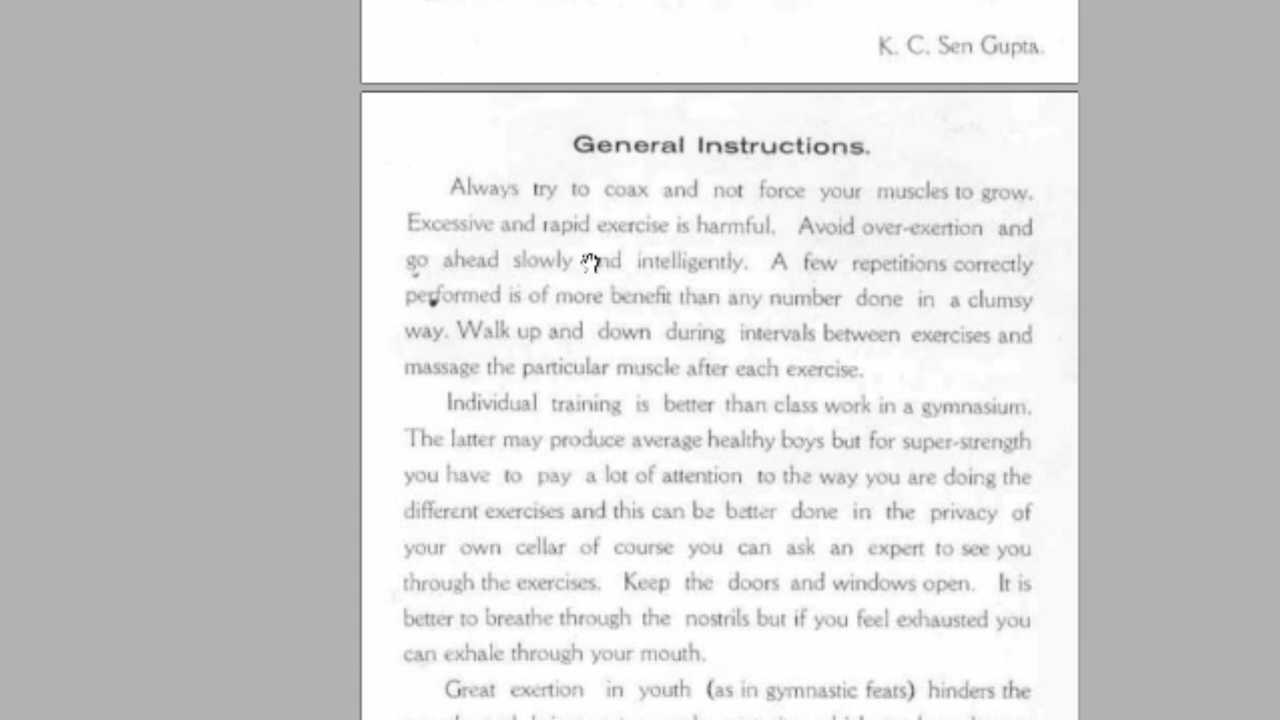 K. C. Sen Gupta.
General Instructions.
Always try to coax and not force your muscles to grow.
Excessive and rapid exercise is harmful. Avoid over-exertion and
go ahead slowly and intelligently. A few repetitions correctly
performed is of more benefit than any number done in a clumsy
way. Walk up and down during intervals between exercises and
massage the particular muscle after each exercise.
Individual training is better than class work in a gymnasium.
The latter may produce average healthy boys but for super-strength
you have to pay a lot of attention to the way you are doing the
different exercises and this can be better done in the privacy of
your own cellar of course you can ask an expert to see you
through the exercises. Keep the doors and windows open. It is
better to breathe through the nostrils but if you feel exhausted you
can exhale through your mouth.
Great exertion in youth (as in gymnastic feats) hinders the